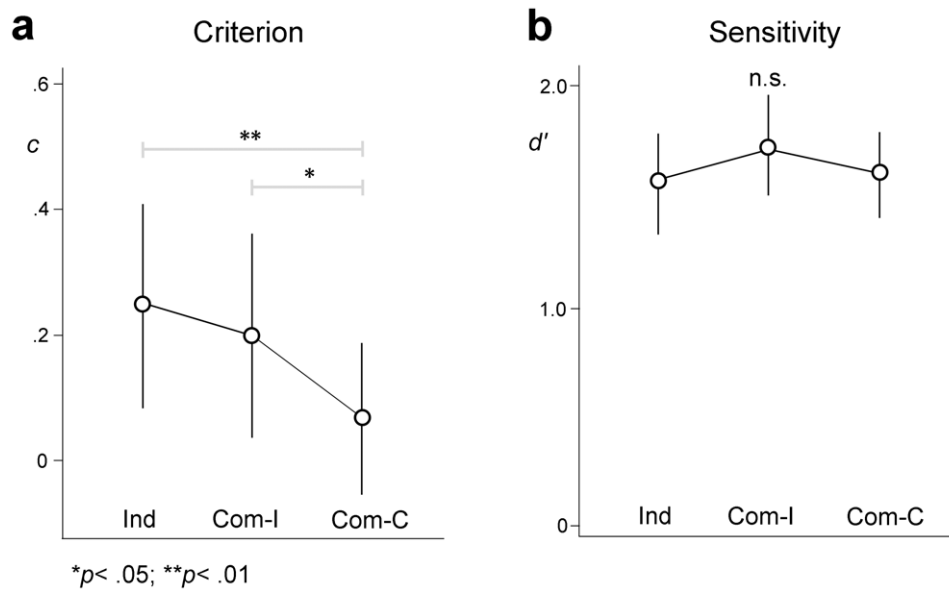 a Criterion
.6
c
**
*
.4
.2
0
Ind Com-I Com-C
*p< .05; **p< .01
b Sensitivity
2.0
n.s.
d'
1.0
0
Ind Com-I Com-C